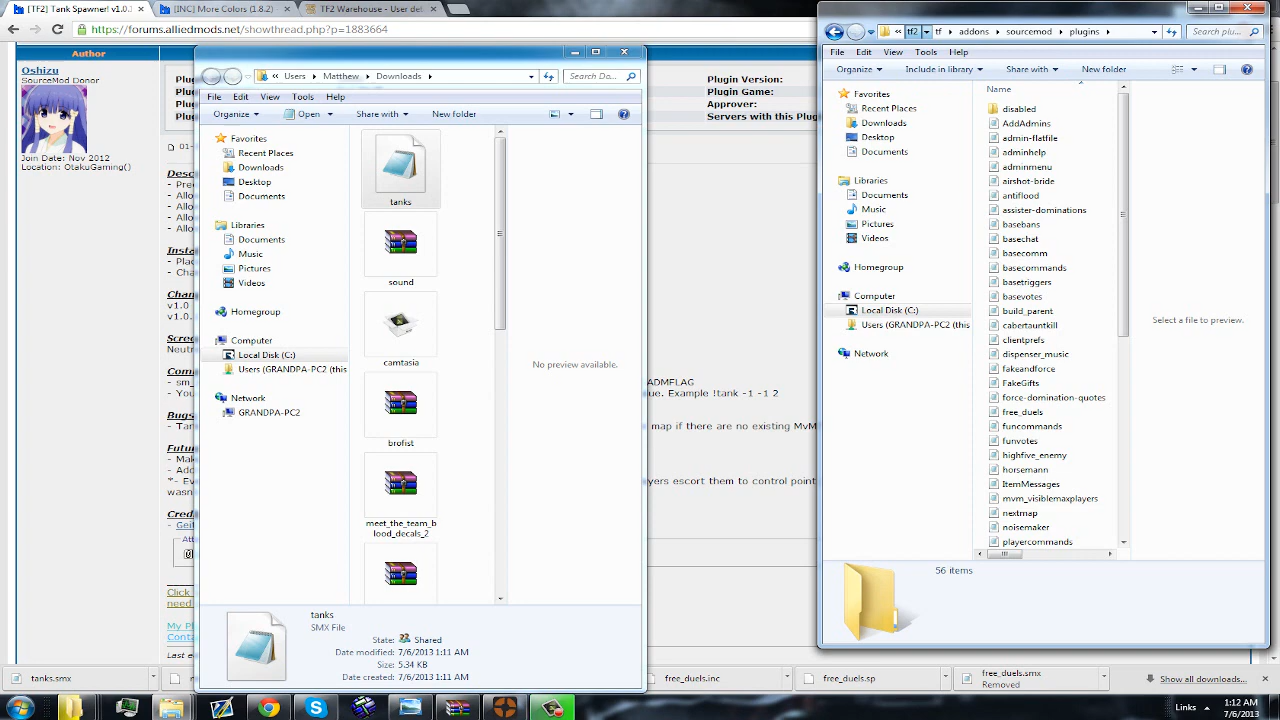 [TF2] Tank Spawner! v1.0.
[INC] More Colors (1.8.2)
TF2 Warehouse - User det
https://forums.alliedmods.net/showthread.php?p=1883664
Author
Oshizu
SourceMod Donor
Join Date: Nov 2012
Location: OtakuGaming()
Plugin Version:
Plugin Game:
Approver:
Servers with this Plug
ADMFLAG
ue. Example !tank -1 -1 2
map if there are no existing MvM
yers escort them to control point
wasn
Click
need!
My Pl
Conta
Last e
Users
Matthew
Downloads
Search Do...
File Edit View Tools Help
Organize
Open
Share with
New folder
Favorites
Recent Places
Downloads
Desktop
Documents
Libraries
Documents
Music
Pictures
Videos
Homegroup
Computer
Local Disk (C:)
Users (GRANDPA-PC2 (this
Network
GRANDPA-PC2
tanks
sound
camtasia
brofist
meet_the_team_b
lood_decals_2
No preview available.
tanks
SMX File
State: Shared
Date modified: 7/6/2013 1:11 AM
Size: 5.34 KB
Date created: 7/6/2013 1:11 AM
tf2
tf
addons
sourcemod
plugins
Search plu...
File Edit View Tools Help
Organize
Include in library
Share with
New folder
Favorites
Recent Places
Downloads
Desktop
Documents
Libraries
Documents
Music
Pictures
Videos
Homegroup
Computer
Local Disk (C:)
Users (GRANDPA-PC2 (this
Network
Name
disabled
AddAdmins
admin-flatfile
adminhelp
adminmenu
airshot-bride
antiflood
assister-dominations
basebans
basechat
basecomm
basecommands
basetriggers
basevotes
build_parent
cabertauntkill
clientprefs
dispenser_music
fakeandforce
FakeGifts
force-domination-quotes
free_duels
funcommands
funvotes
highfive_enemy
horsemann
ItemMessages
mvm_visiblemaxplayers
nextmap
noisemaker
playercommands
Select a file to preview.
56 items
tanks.smx
free_duels.inc
free_duels.sp
free_duels.smx
Removed
Show all downloads...
Links
1:12 AM
7/6/2013